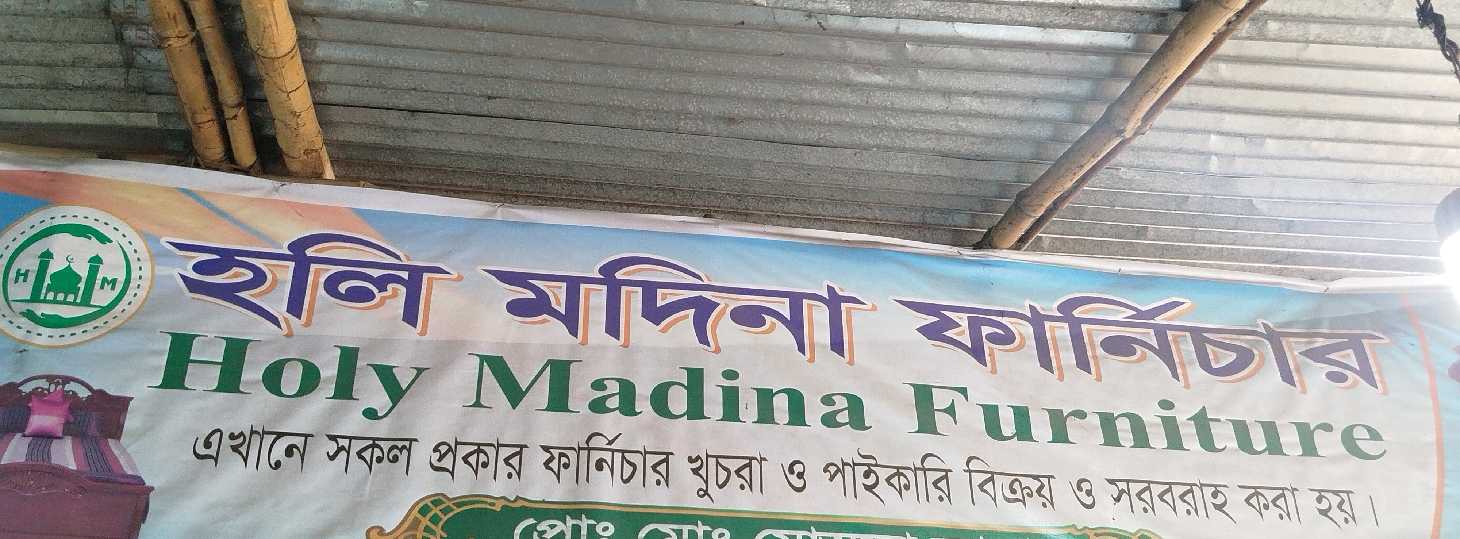 H M
হলি মদিনা ফার্নিচার
Holy Madina Furniture
এখানে সকল প্রকার ফার্নিচার খুচরা ও পাইকারি বিক্রয় ও সরবরাহ করা হয়।
প্রোঃ মোঃ